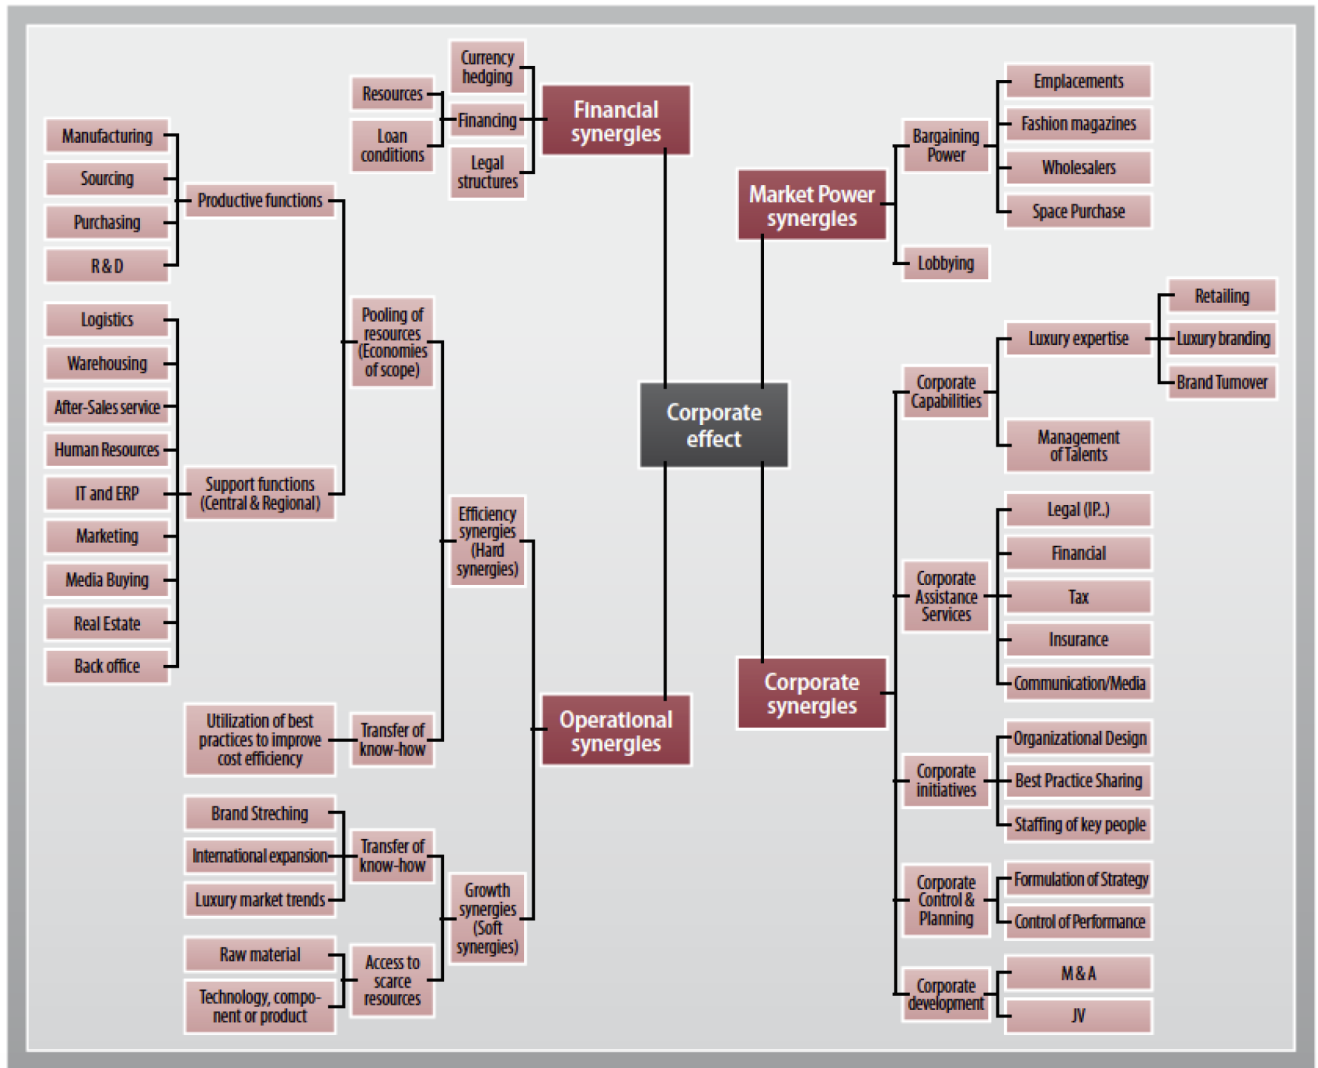 Currency
hedging
Resources
Financing
Loan
conditions
Legal
structures
Financial
synergies
Manufacturing
Sourcing
Purchasing
R & D
Productive functions
Logistics
Warehousing
After-Sales service
Human Resources
IT and ERP
Marketing
Media Buying
Real Estate
Back office
Support functions
(Central & Regional)
Pooling of
resources
(Economies
of scope)
Efficiency
synergies
(Hard
synergies)
Utilization of best
practices to improve
cost efficiency
Transfer of
know-how
Operational
synergies
Brand Streching
International expansion
Luxury market trends
Transfer of
know-how
Growth
synergies
(Soft
synergies)
Raw material
Technology, compo-
nent or product
Access to
scarce
resources
Corporate
effect
Market Power
synergies
Bargaining
Power
Emplacements
Fashion magazines
Wholesalers
Space Purchase
Lobbying
Corporate
synergies
Corporate
Capabilities
Luxury expertise
Retailing
Luxury branding
Brand Turnover
Management
of Talents
Corporate
Assistance
Services
Legal (IP..)
Financial
Tax
Insurance
Communication/Media
Corporate
initiatives
Organizational Design
Best Practice Sharing
Staffing of key people
Corporate
Control &
Planning
Formulation of Strategy
Control of Performance
Corporate
development
M & A
JV